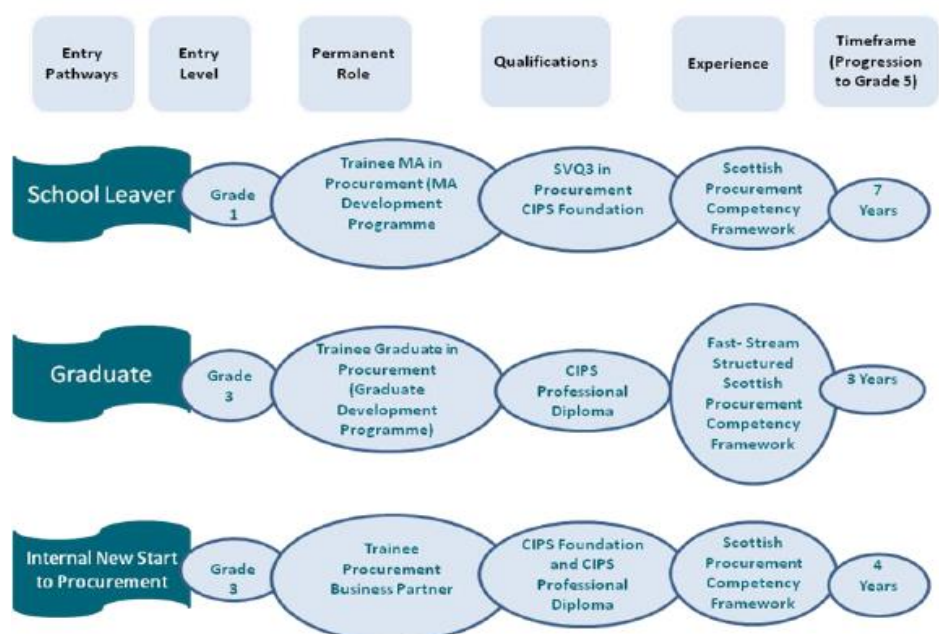 Entry
Pathways
Entry
Level
Permanent
Role
Qualifications
Experience
Timeframe
(Progression
to Grade 5)
School Leaver
Grade
1
Trainee MA in
Procurement (MA
Development
Programme
SVQ3 in
Procurement
CIPS Foundation
Scottish
Procurement
Competency
Framework
7
Years
Graduate
Grade
3
Trainee Graduate in
Procurement
(Graduate
Development
Programme)
CIPS
Professional
Diploma
Fast- Stream
Structured
Scottish
Procurement
Competency
Framework
3 Years
Internal New Start
to Procurement
Grade
3
Trainee
Procurement
Business Partner
CIPS Foundation
and CIPS
Professional
Diploma
Scottish
Procurement
Competency
Framework
4
Years